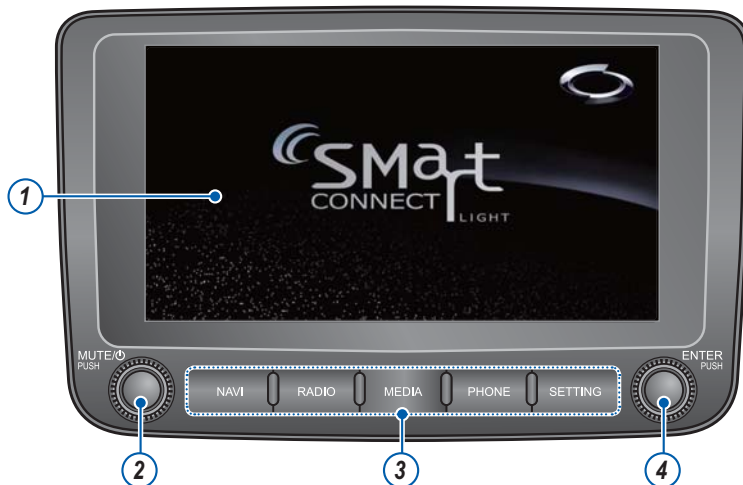 SMart
CONNECT
LIGHT
1
MUTE/⏻
PUSH
ENTER
PUSH
NAVI RADIO MEDIA PHONE SETTING
2 3 4